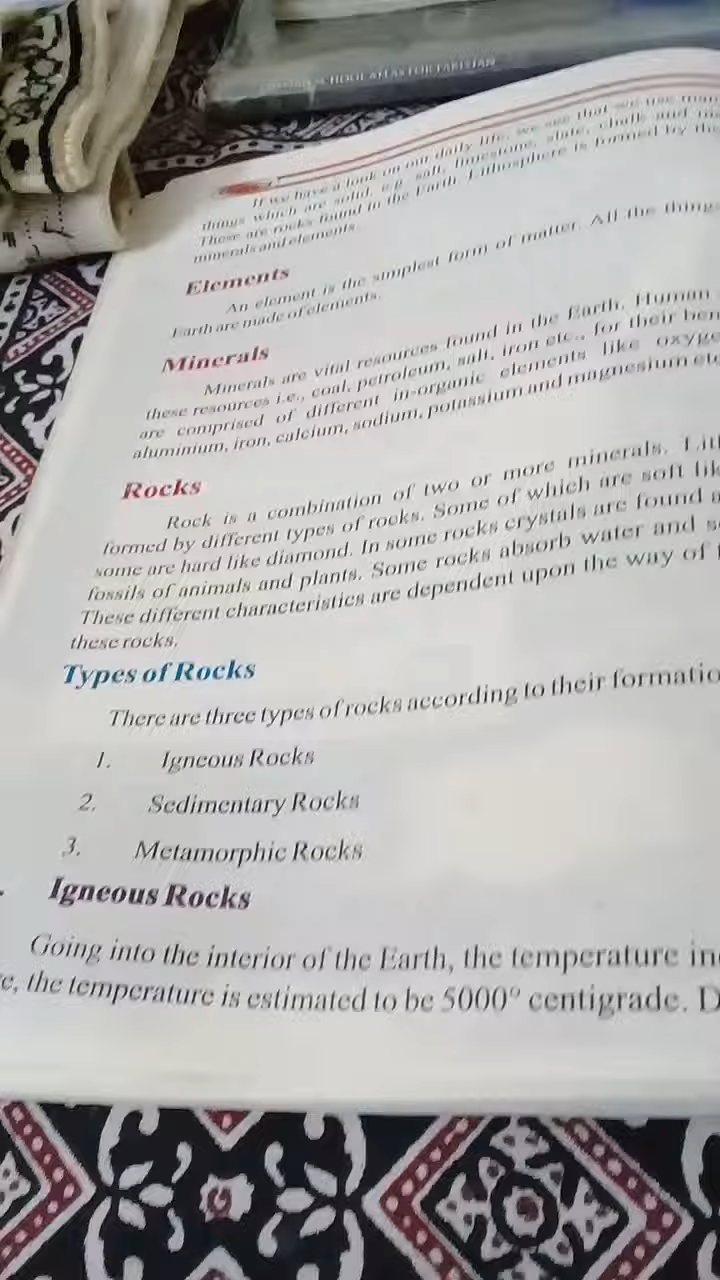 SCHOOL ATLAS FOR PAKISTAN
If we have a look on our daily life, we see that we use
things which are solid, e.g. salt, limestone, slate, chalk and
These are rocks found in the Earth. Lithosphere is formed by
minerals and elements.
Elements
An element is the simplest form of matter. All the things
Earth are made of elements.
Minerals
Minerals are vital resources found in the Earth. Human
these resources i.e., coal, petroleum, salt, iron etc., for their ben
are comprised of different in-organic elements like oxyge
aluminium, iron, calcium, sodium, potassium and magnesium etc
Rocks
Rock is a combination of two or more minerals. Lit
formed by different types of rocks. Some of which are soft lik
some are hard like diamond. In some rocks crystals are found a
fossils of animals and plants. Some rocks absorb water and s
These different characteristics are dependent upon the way of f
these rocks.
Types of Rocks
There are three types of rocks according to their formatio
1. Igneous Rocks
2. Sedimentary Rocks
3. Metamorphic Rocks
Igneous Rocks
Going into the interior of the Earth, the temperature in
e, the temperature is estimated to be 5000° centigrade. D